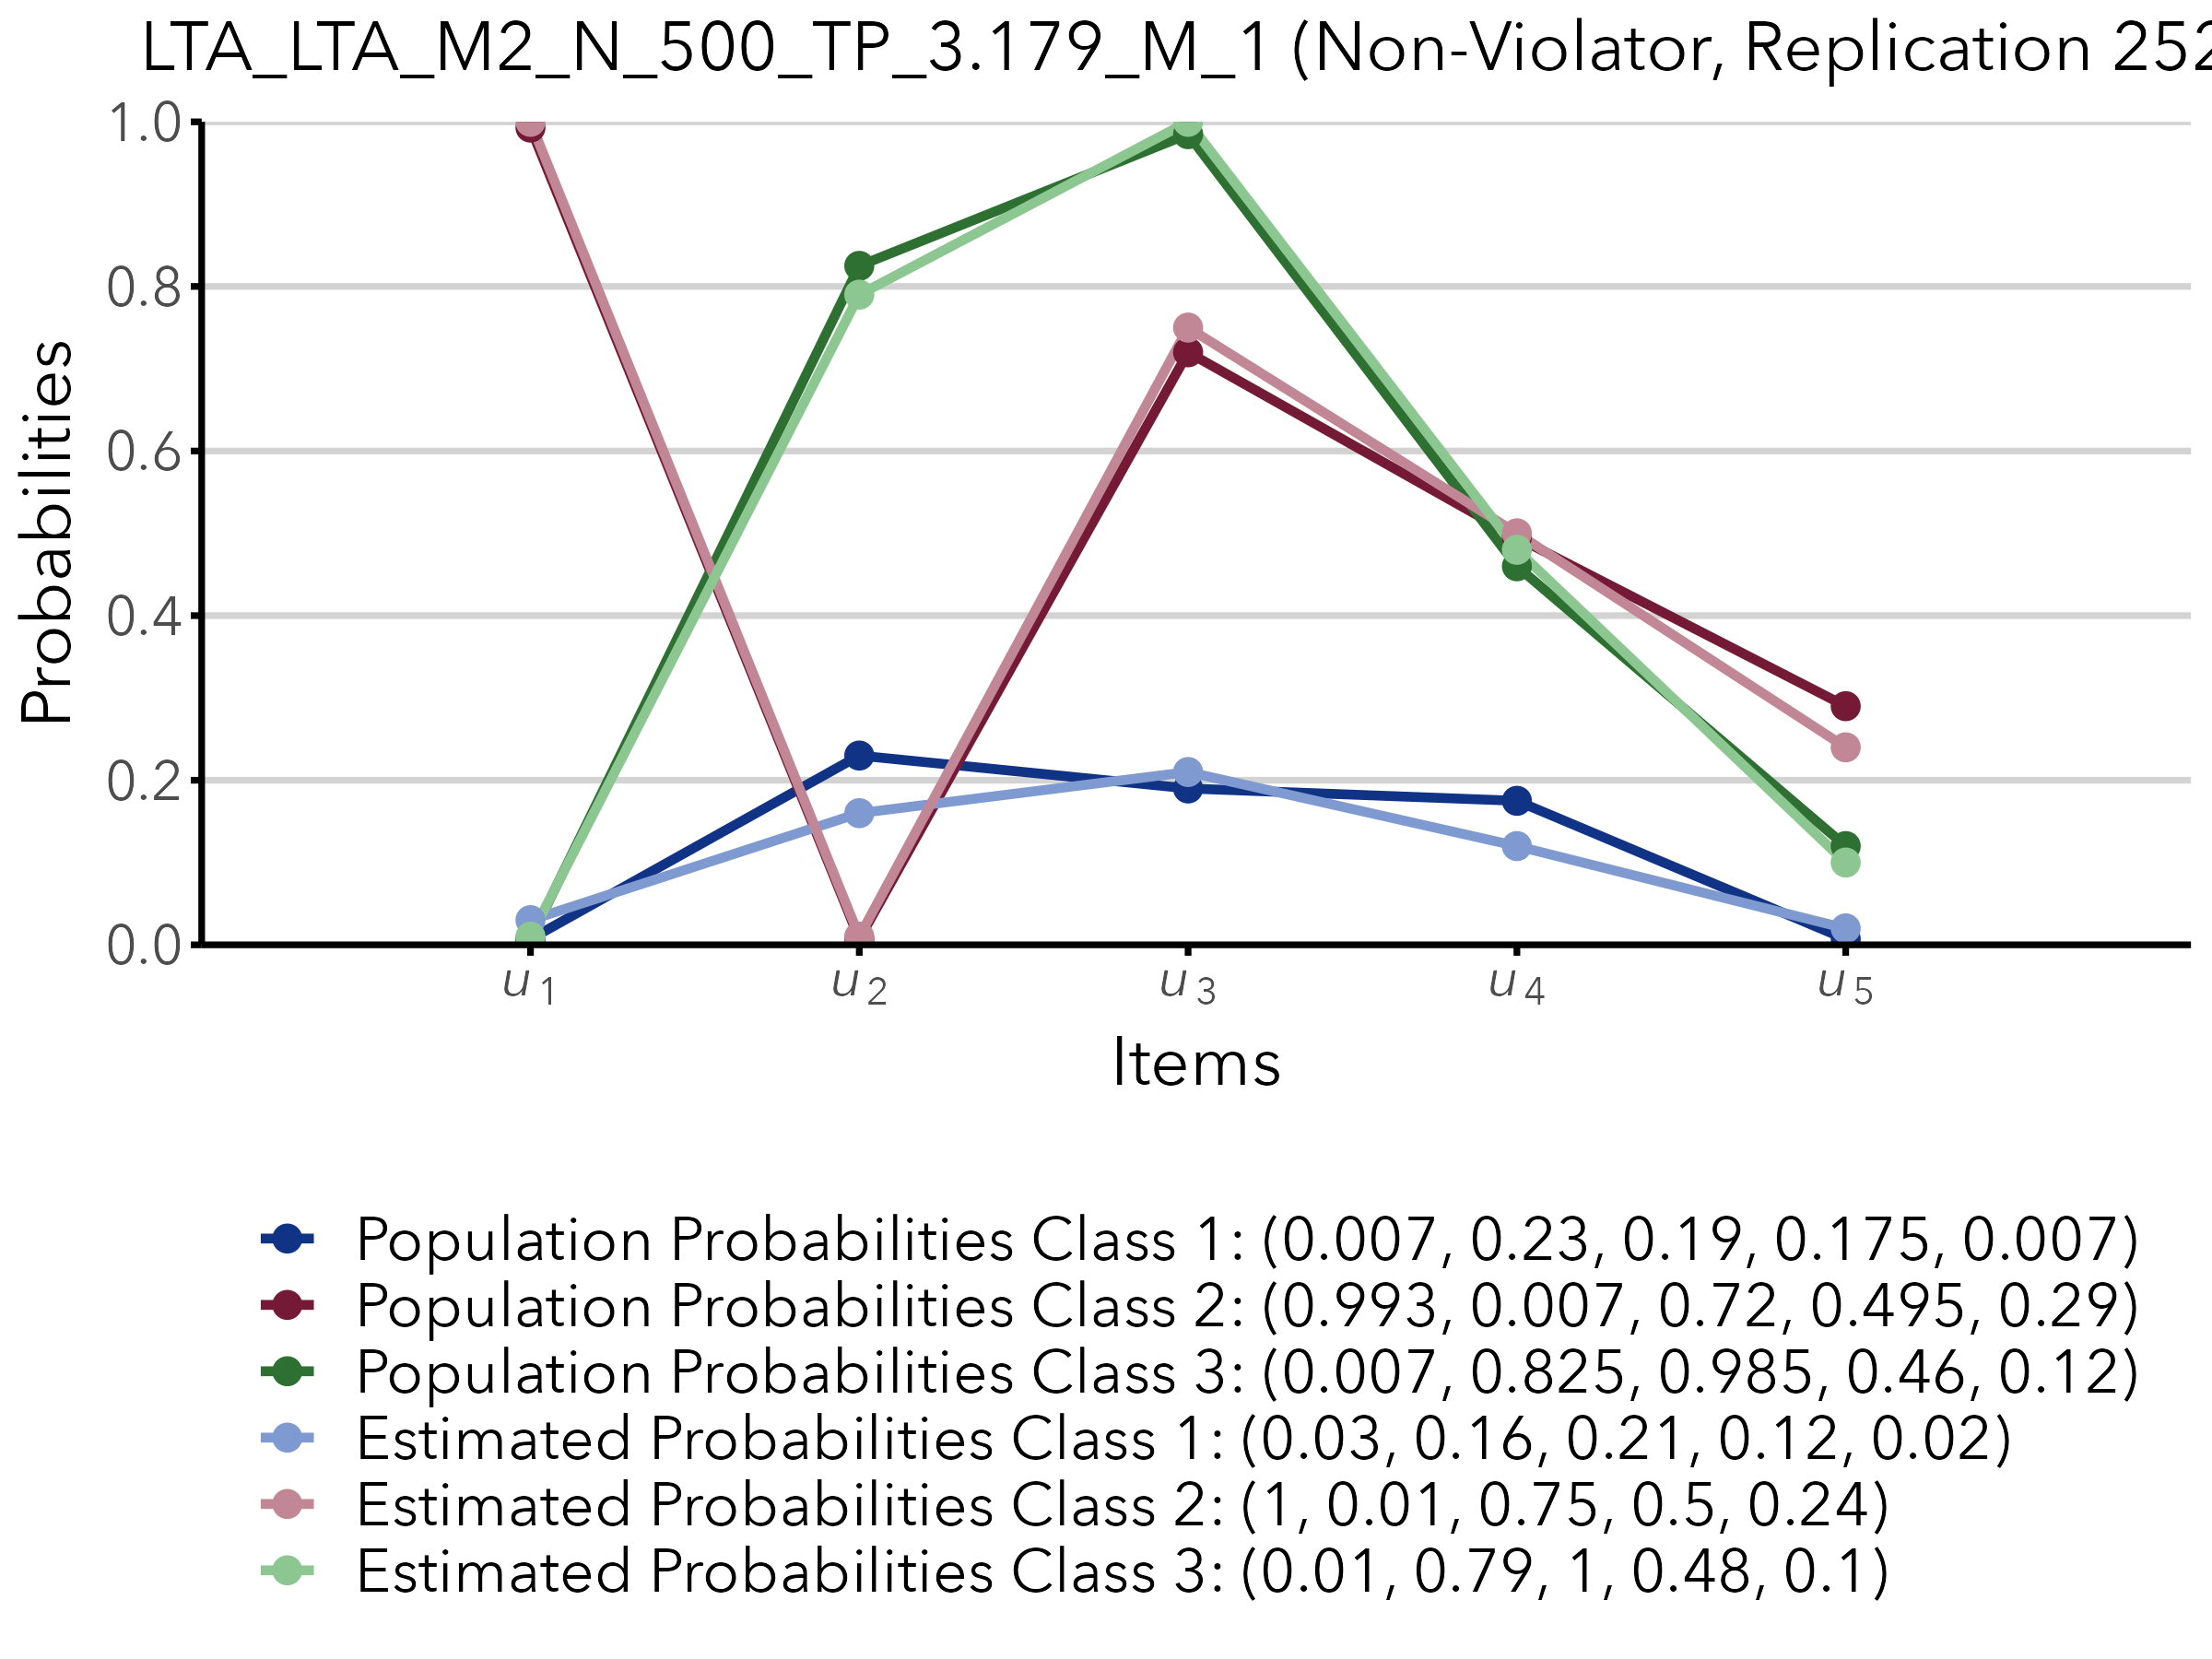 LTA_LTA_M2_N_500_TP_3.179_M_1 (Non-Violator, Replication 252
Probabilities
1.0
0.8
0.6
0.4
0.2
0.0
u1 u2 u3 u4 u5
Items
Population Probabilities Class 1: (0.007, 0.23, 0.19, 0.175, 0.007)
Population Probabilities Class 2: (0.993, 0.007, 0.72, 0.495, 0.29)
Population Probabilities Class 3: (0.007, 0.825, 0.985, 0.46, 0.12)
Estimated Probabilities Class 1: (0.03, 0.16, 0.21, 0.12, 0.02)
Estimated Probabilities Class 2: (1, 0.01, 0.75, 0.5, 0.24)
Estimated Probabilities Class 3: (0.01, 0.79, 1, 0.48, 0.1)